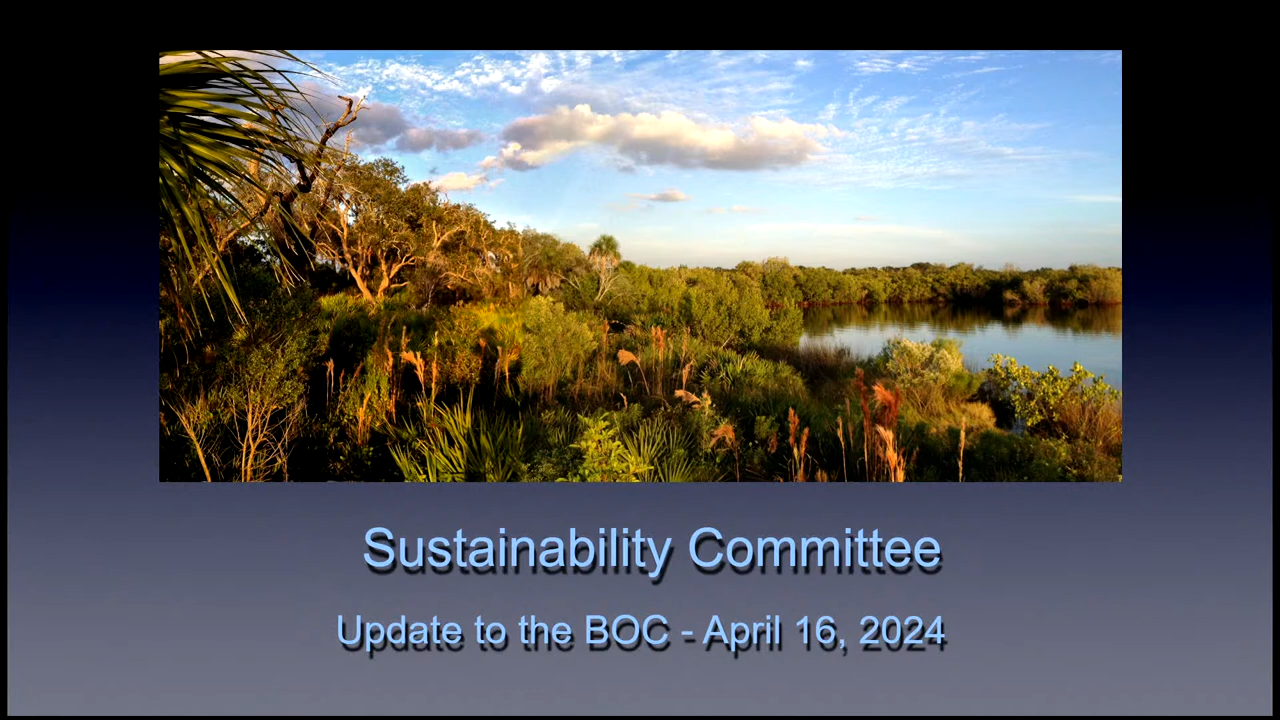 Sustainability Committee
Update to the BOC - April 16, 2024